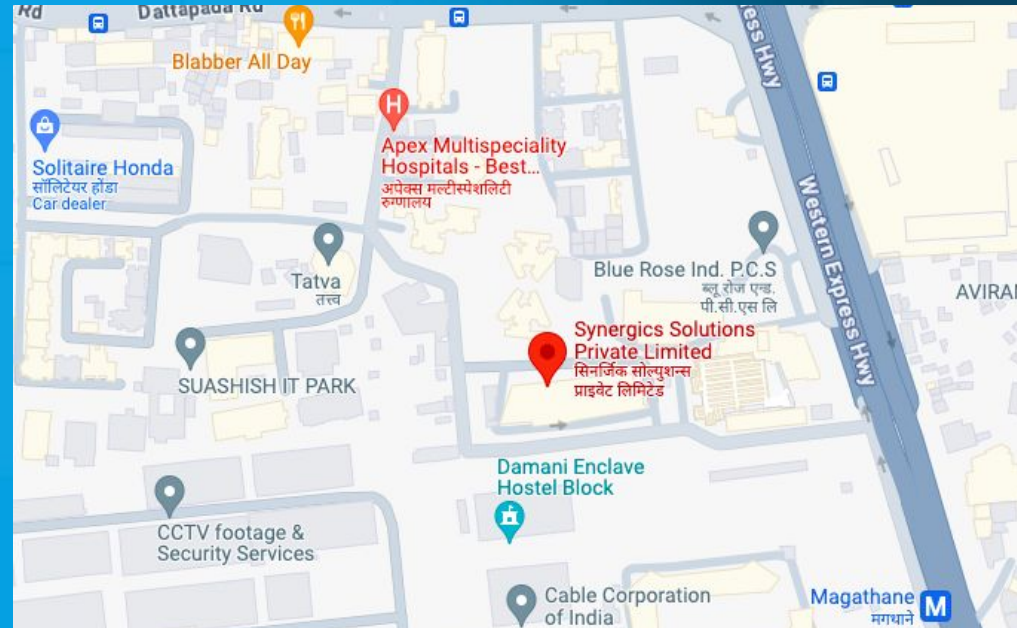 Rd
Dattapada Rd
Blabber All Day
ess Hwy
H
Apex Multispeciality
Hospitals - Best...
अपेक्स मल्टीस्पेशलिटी
रुग्णालय
Solitaire Honda
सॉलिटेयर होंडा
Car dealer
Western Express Hwy
Tatva
तत्त्व
Blue Rose Ind. P.C.S
ब्लू रोज एन्ड.
पी.सी.एस लि
AVIRAM
Synergics Solutions
Private Limited
सिनर्जिक सोल्युशन्स
प्राइवेट लिमिटेड
SUASHISH IT PARK
Damani Enclave
Hostel Block
CCTV footage &
Security Services
Cable Corporation
of India
Magathane
मगथाने
M